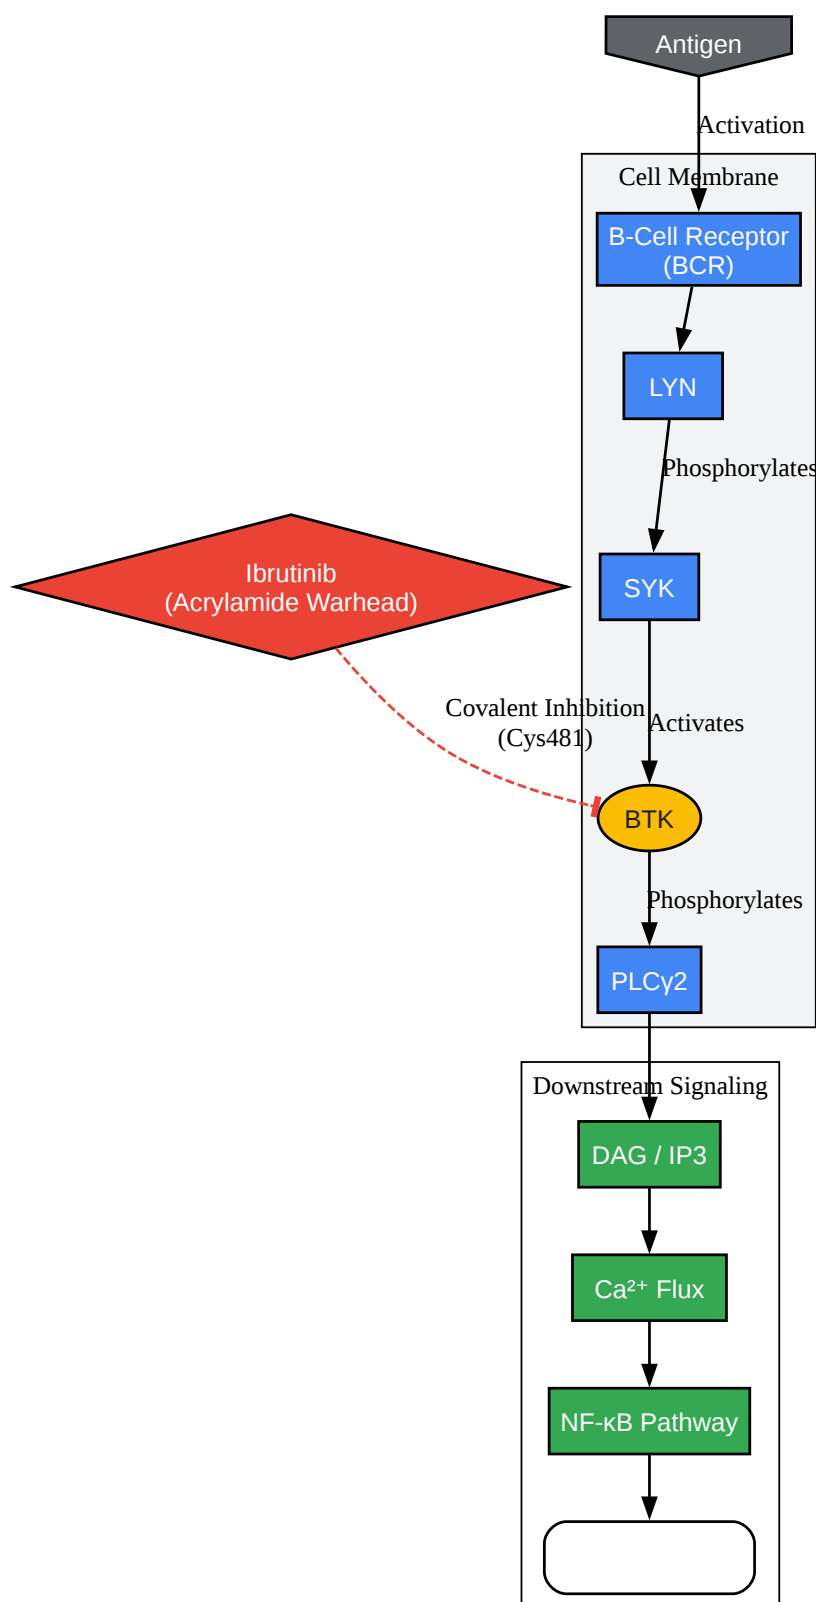 Antigen
Activation
Cell Membrane
B-Cell Receptor
(BCR)
LYN
Phosphorylates
SYK
Ibrutinib
(Acrylamide Warhead)
Covalent Inhibition
(Cys481)
Activates
BTK
Phosphorylates
PLCγ2
Downstream Signaling
DAG / IP3
Ca²⁺ Flux
NF-κB Pathway